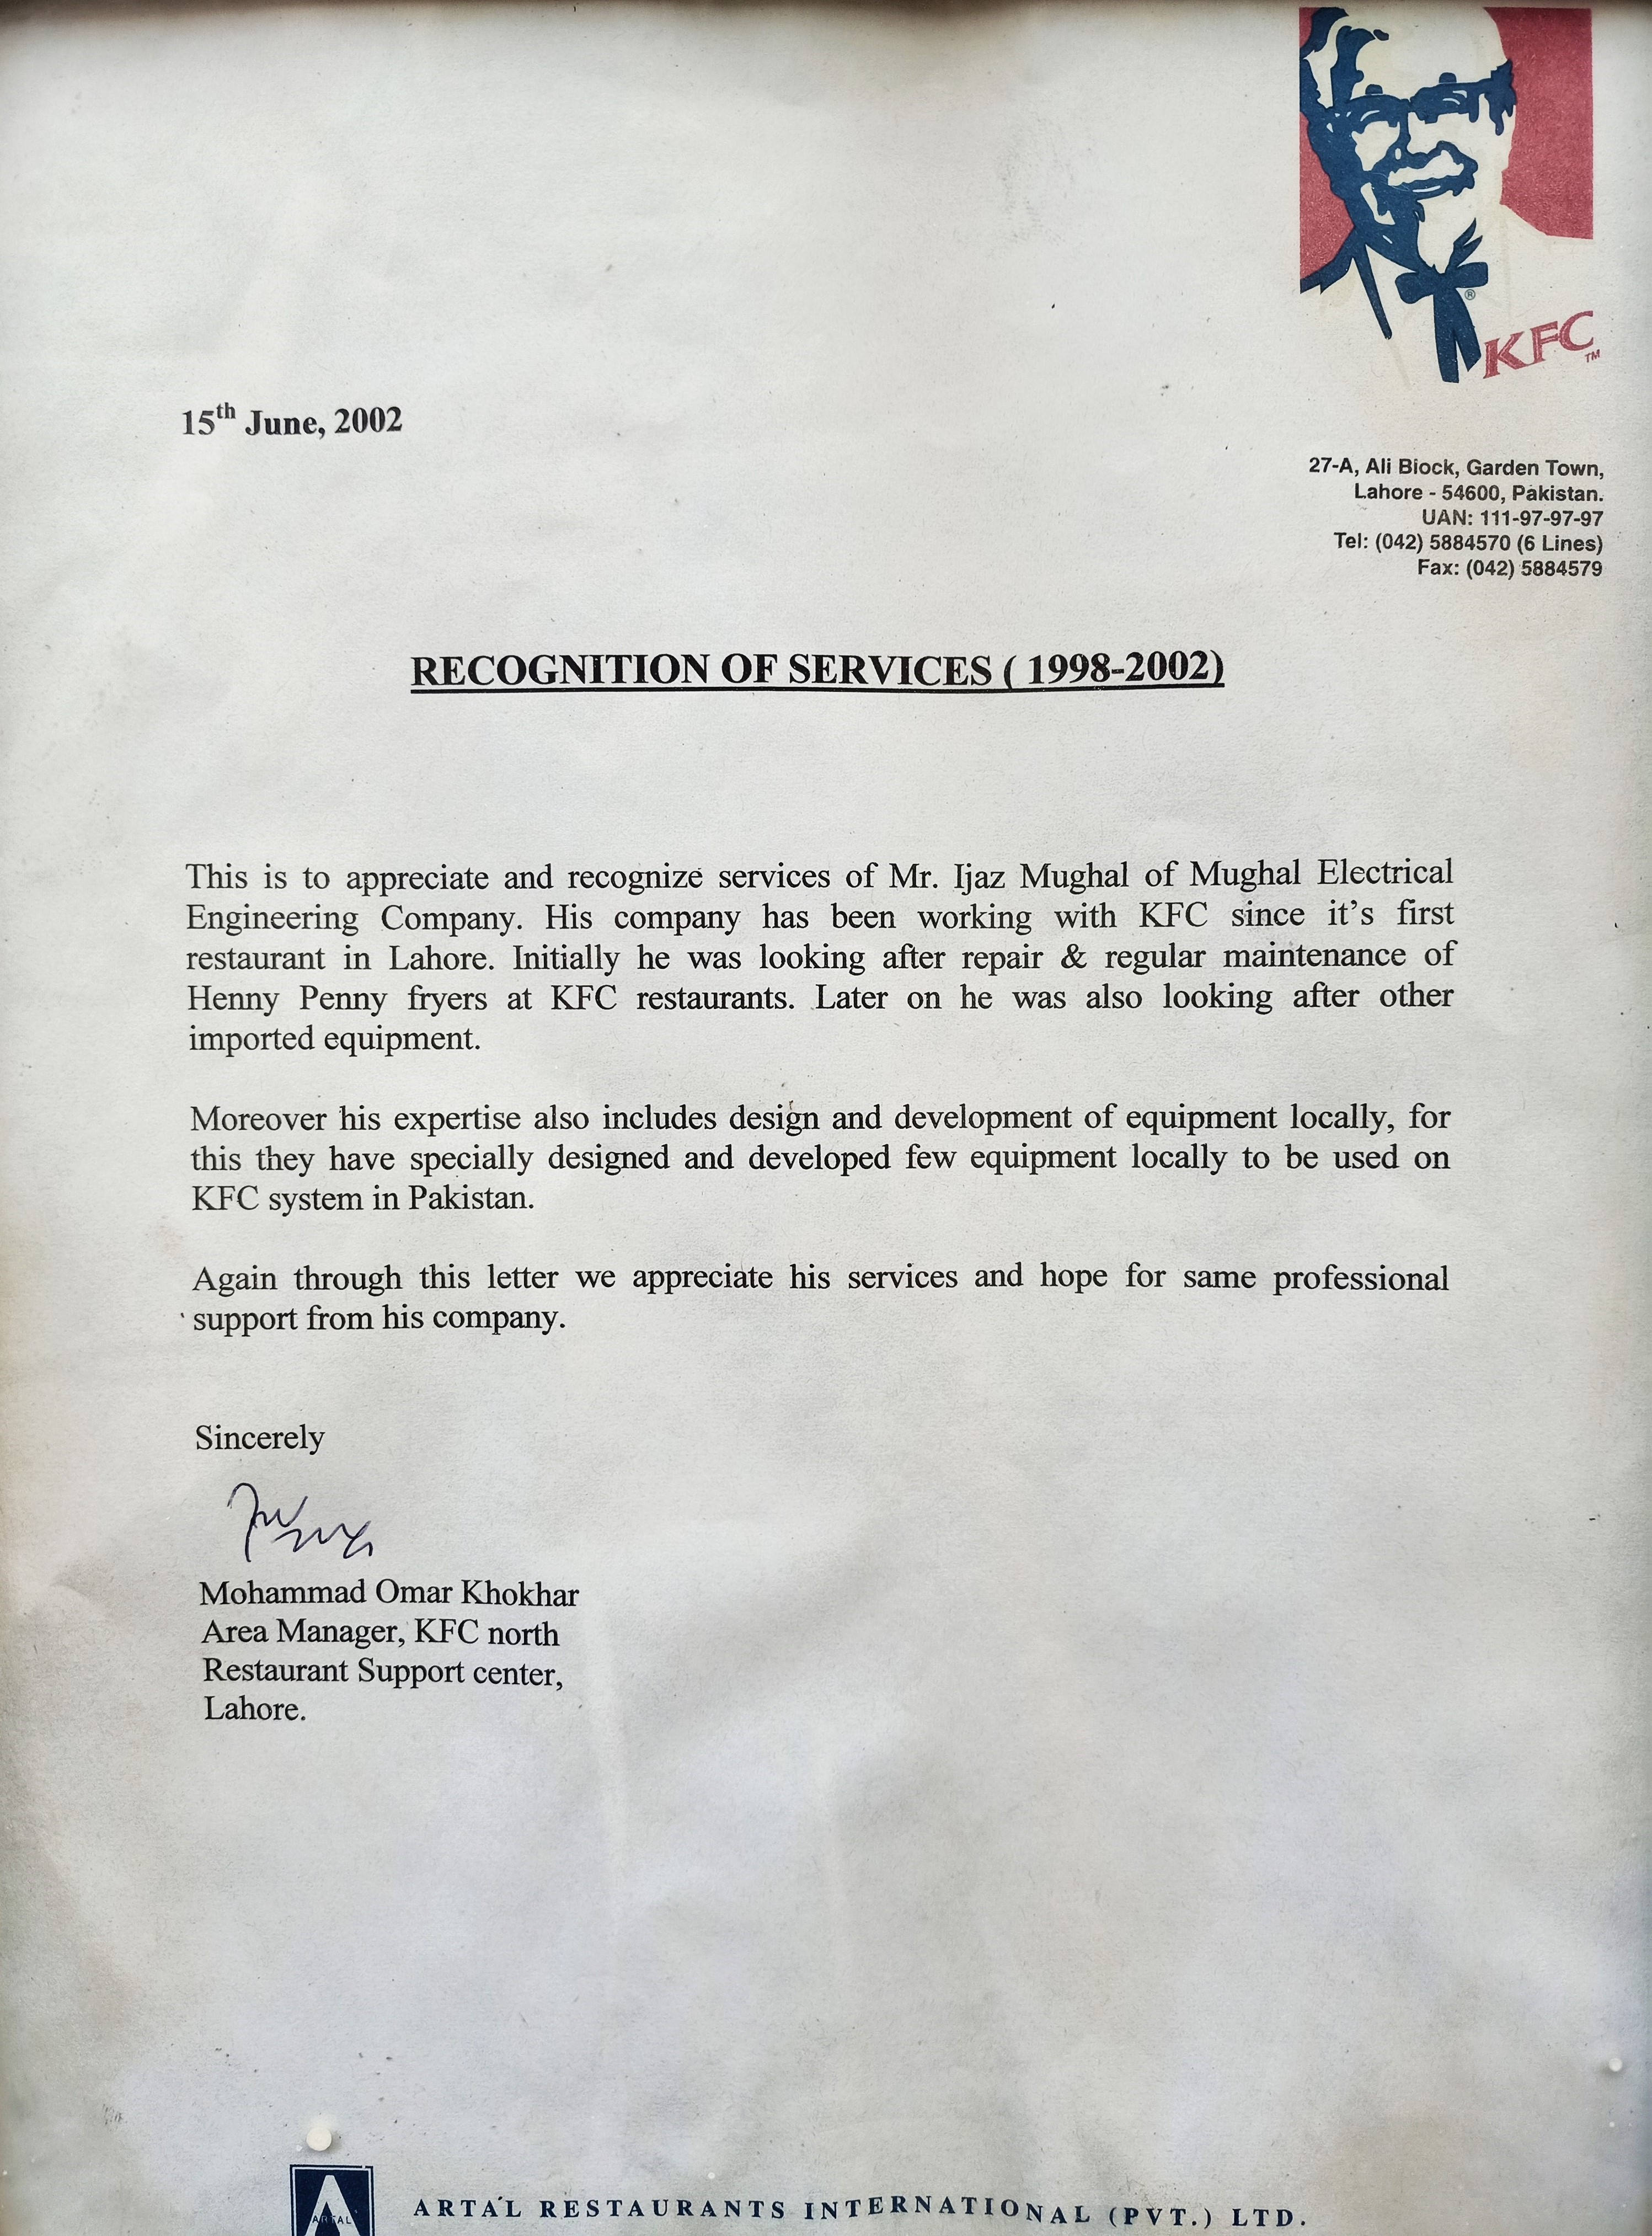 KFC
TM
®
15th June, 2002
27-A, Ali Block, Garden Town,
Lahore - 54600, Pakistan.
UAN: 111-97-97-97
Tel: (042) 5884570 (6 Lines)
Fax: (042) 5884579
RECOGNITION OF SERVICES ( 1998-2002)
This is to appreciate and recognize services of Mr. Ijaz Mughal of Mughal Electrical
Engineering Company. His company has been working with KFC since it's first
restaurant in Lahore. Initially he was looking after repair & regular maintenance of
Henny Penny fryers at KFC restaurants. Later on he was also looking after other
imported equipment.
Moreover his expertise also includes design and development of equipment locally, for
this they have specially designed and developed few equipment locally to be used on
KFC system in Pakistan.
Again through this letter we appreciate his services and hope for same professional
support from his company.
Sincerely
Mohammad Omar Khokhar
Area Manager, KFC north
Restaurant Support center,
Lahore.
ARTAL
ARTAL RESTAURANTS INTERNATIONAL (PVT.) LTD.